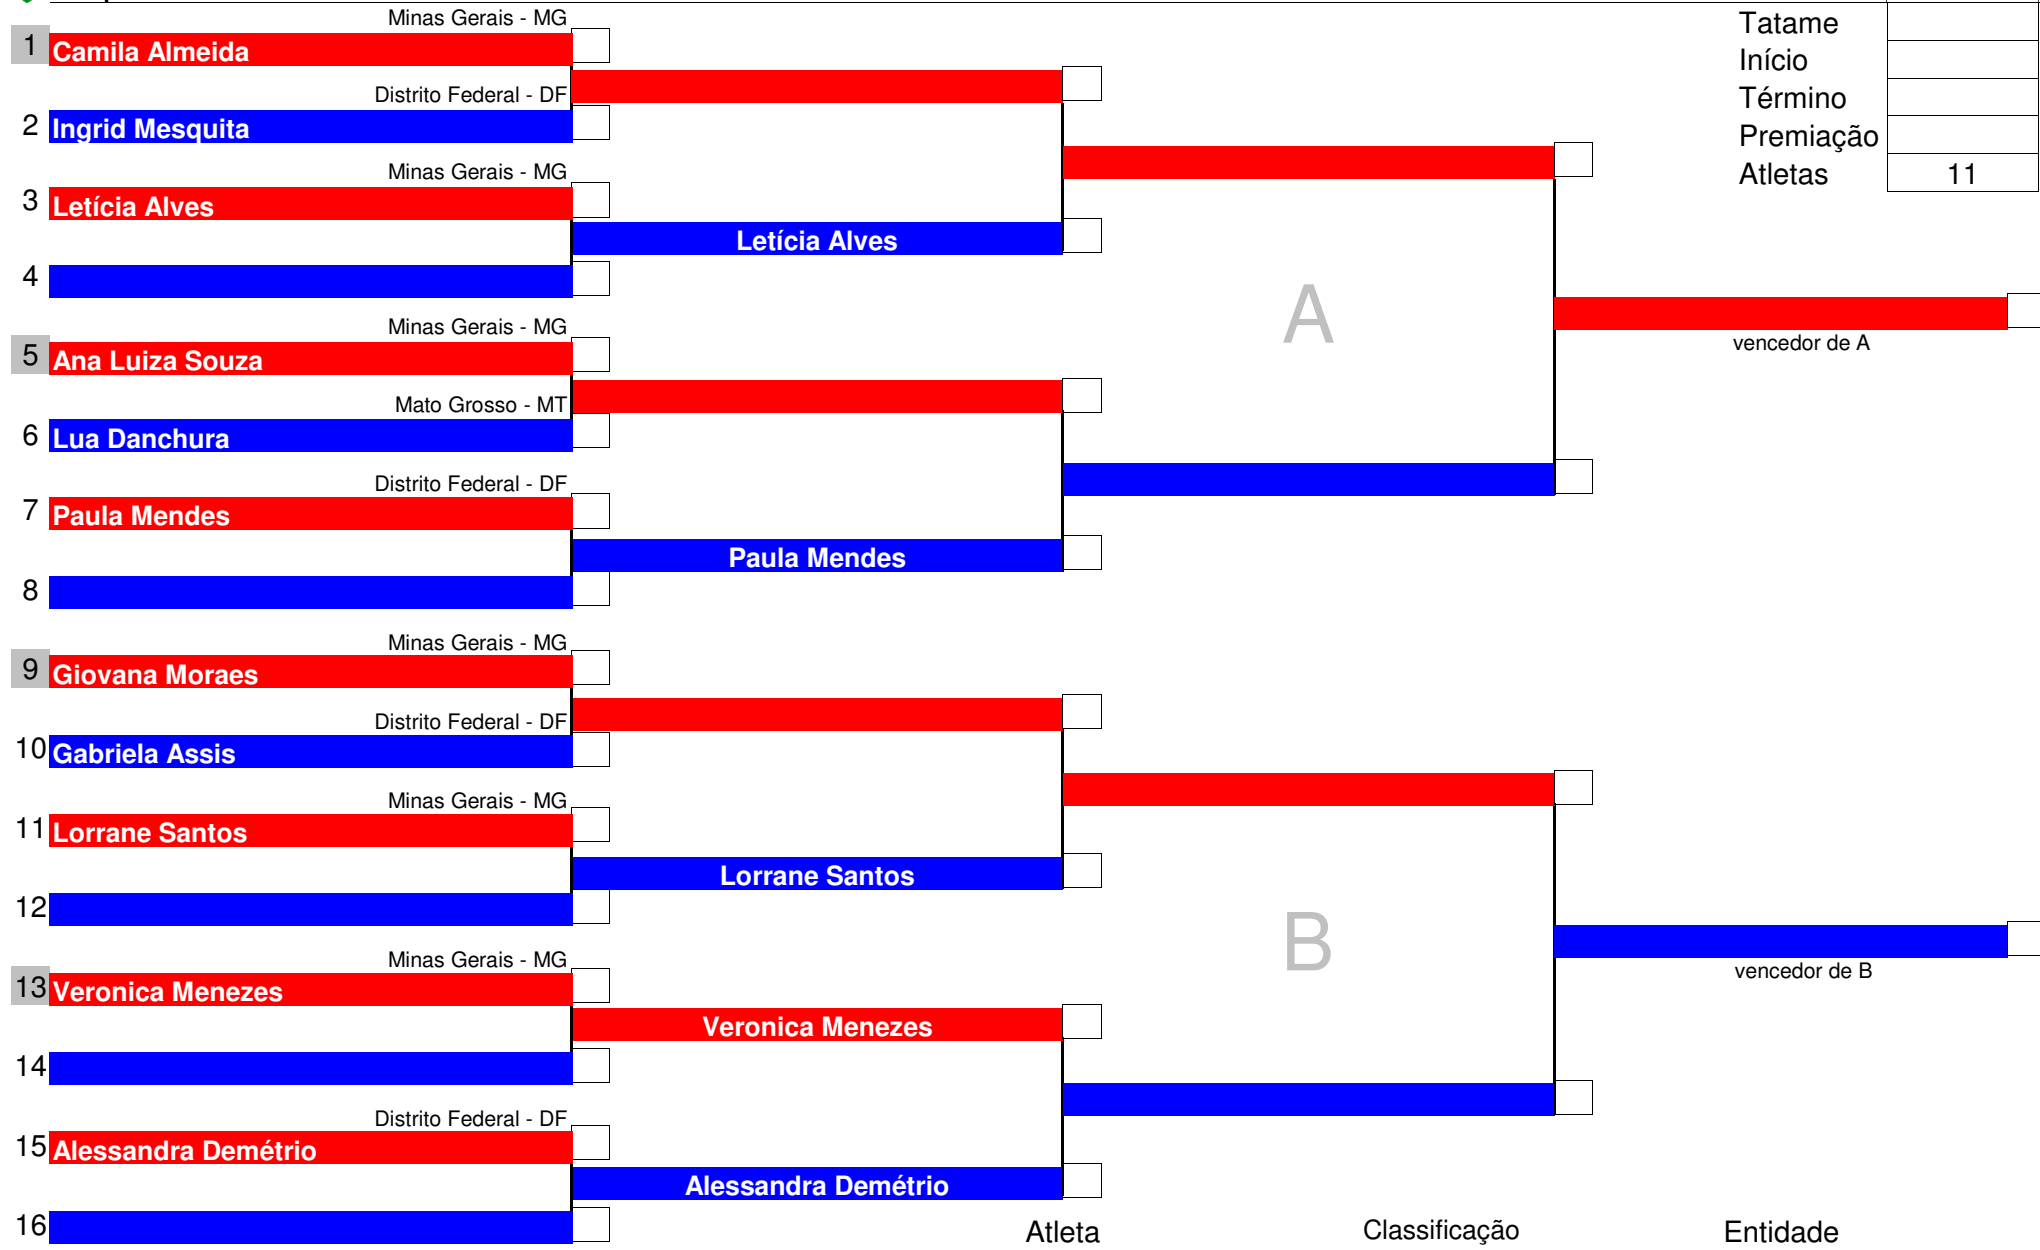 Minas Gerais - MG
1 Camila Almeida
Distrito Federal - DF
2 Ingrid Mesquita
Minas Gerais - MG
3 Letícia Alves
Letícia Alves
4
Minas Gerais - MG
5 Ana Luiza Souza
Mato Grosso - MT
6 Lua Danchura
Distrito Federal - DF
7 Paula Mendes
Paula Mendes
8
Minas Gerais - MG
9 Giovana Moraes
Distrito Federal - DF
10 Gabriela Assis
Minas Gerais - MG
11 Lorrane Santos
Lorrane Santos
12
Minas Gerais - MG
13 Veronica Menezes
Veronica Menezes
14
Distrito Federal - DF
15 Alessandra Demétrio
Alessandra Demétrio
16
A
B
Tatame
Início
Término
Premiação
Atletas 11
vencedor de A
vencedor de B
Atleta Classificação Entidade